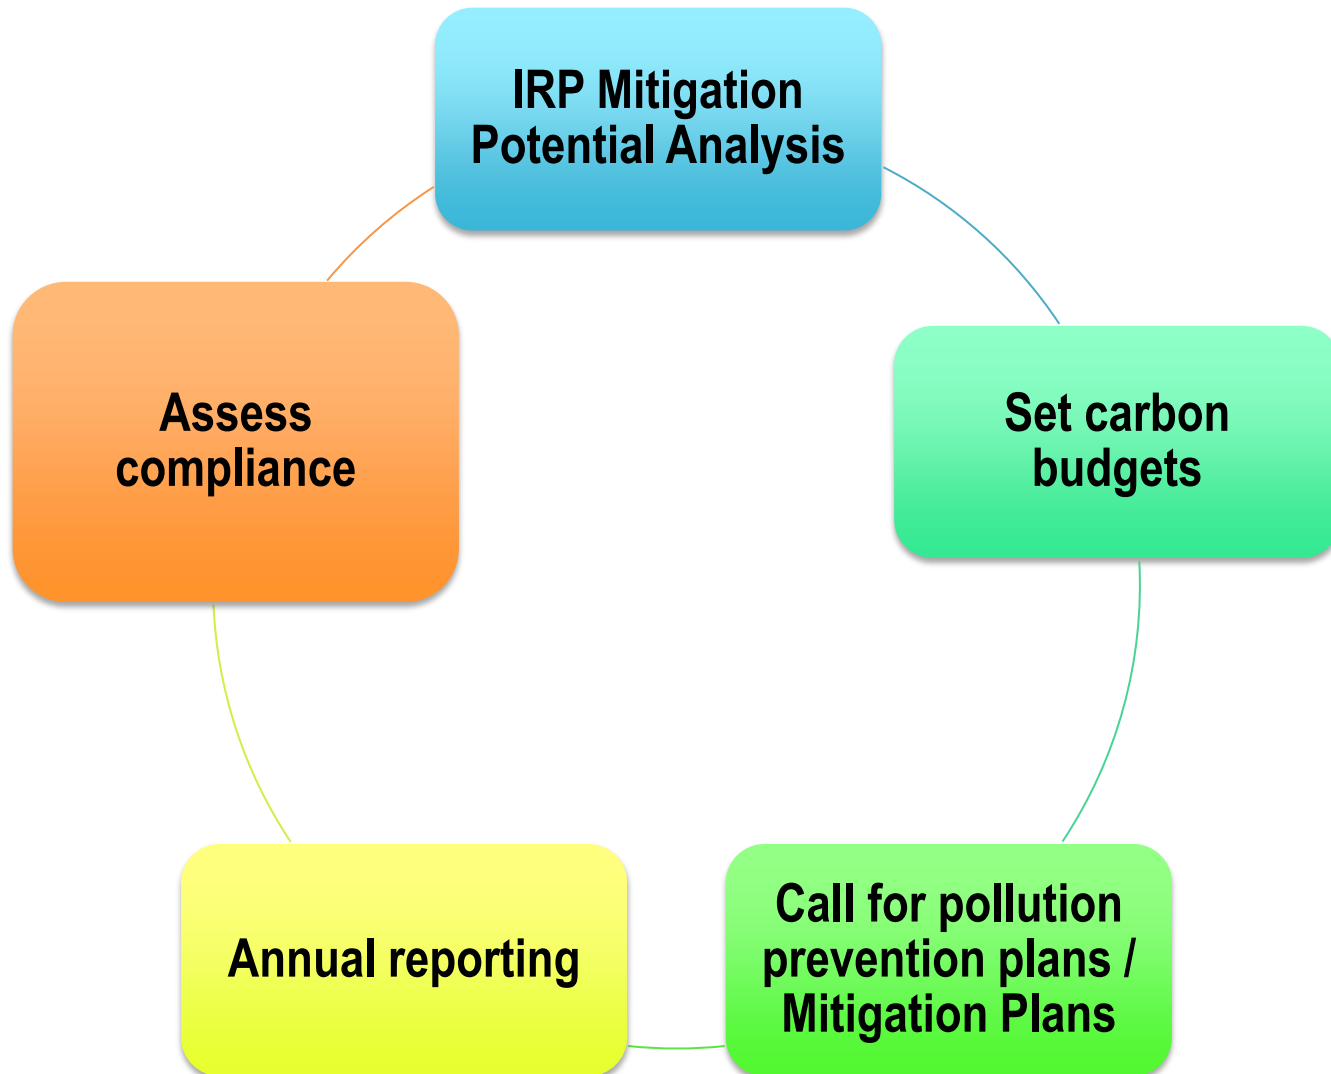 IRP Mitigation
Potential Analysis
Set carbon
budgets
Call for pollution
prevention plans /
Mitigation Plans
Annual reporting
Assess
compliance